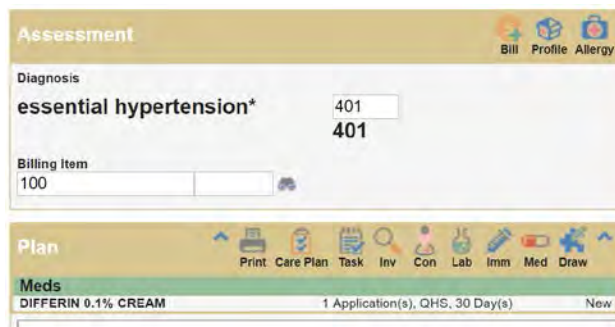 Assessment
Bill Profile Allergy
Diagnosis
essential hypertension* 401
401
Billing Item
100
Plan
Print Care Plan Task Inv Con Lab Imm Med Draw
Meds
DIFFERIN 0.1% CREAM 1 Application(s), QHS, 30 Day(s) New